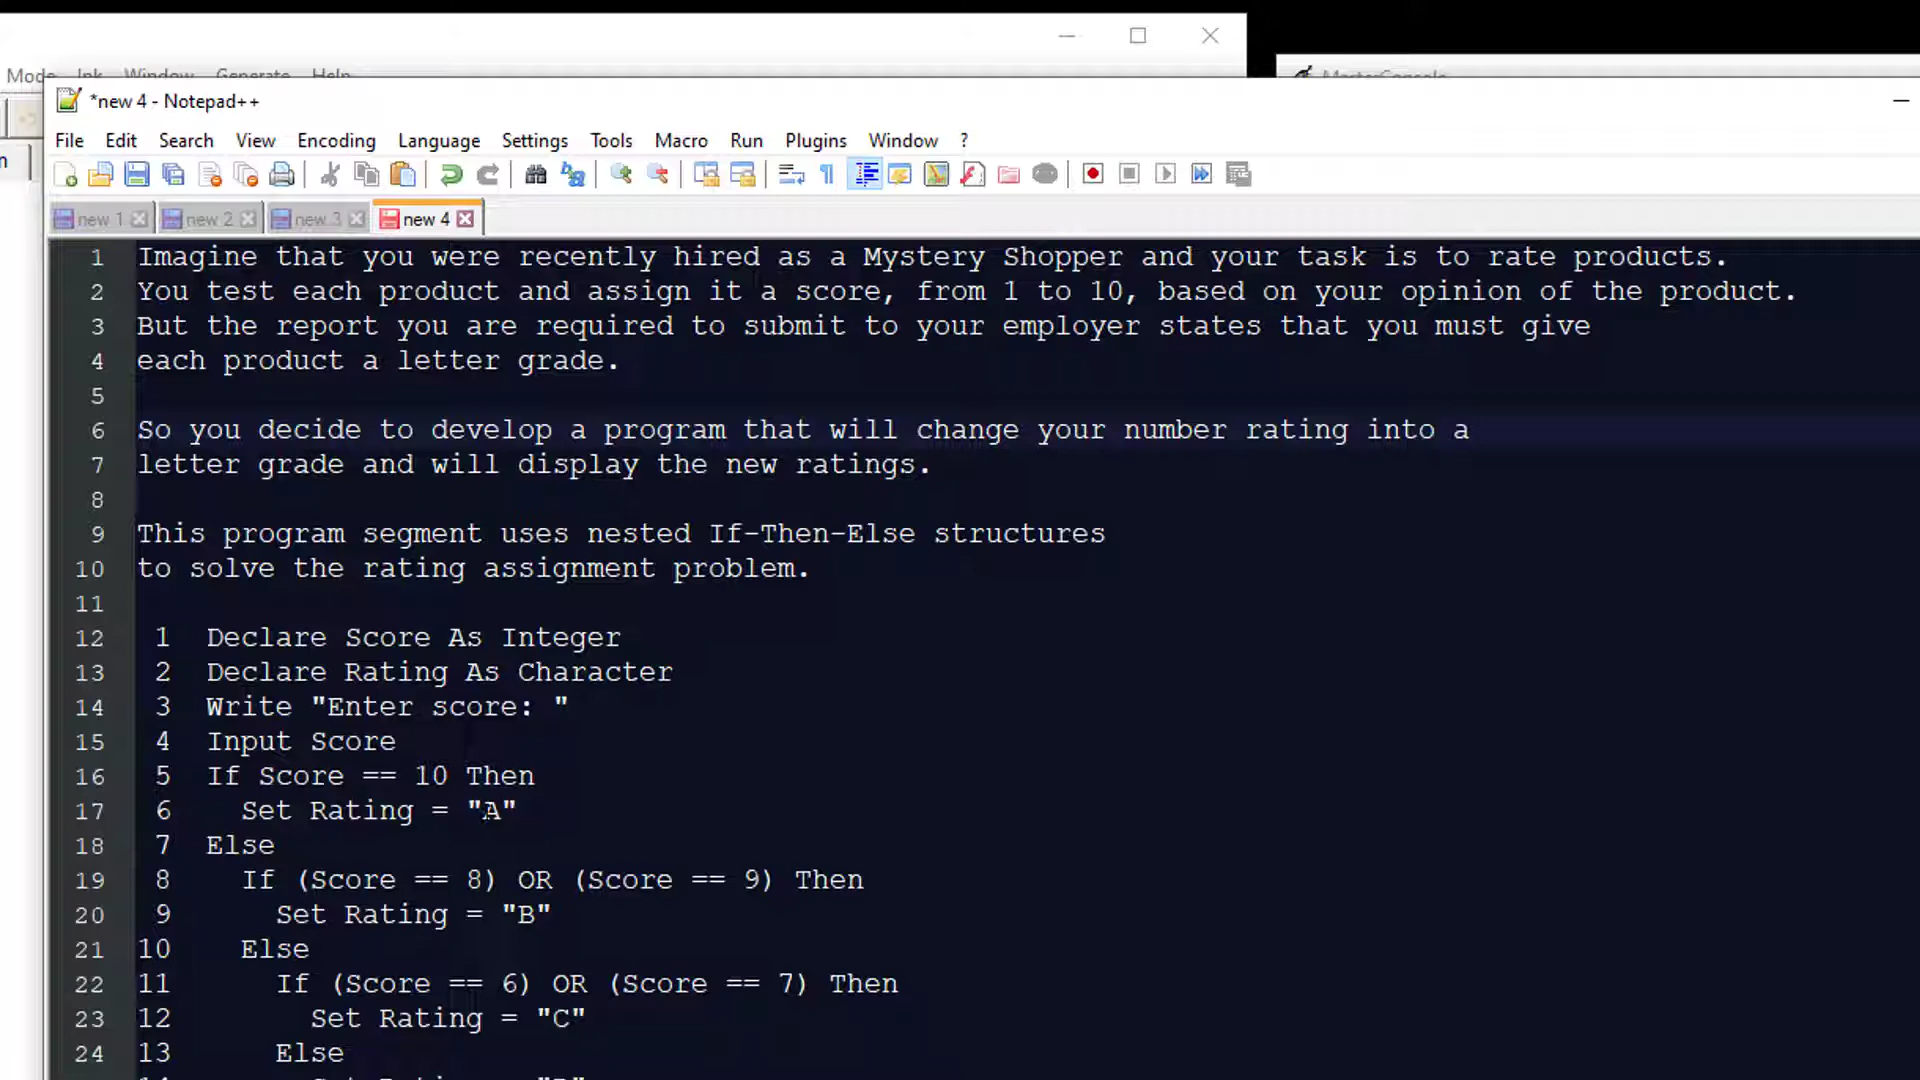 Mode Ink Window Generate Help
MasterConsole
*new 4 - Notepad++
File Edit Search View Encoding Language Settings Tools Macro Run Plugins Window ?
new 1 new 2 new 3 new 4
1 Imagine that you were recently hired as a Mystery Shopper and your task is to rate products.
2 You test each product and assign it a score, from 1 to 10, based on your opinion of the product.
3 But the report you are required to submit to your employer states that you must give
4 each product a letter grade.
5
6 So you decide to develop a program that will change your number rating into a
7 letter grade and will display the new ratings.
8
9 This program segment uses nested If-Then-Else structures
10 to solve the rating assignment problem.
11
12 1 Declare Score As Integer
13 2 Declare Rating As Character
14 3 Write "Enter score: "
15 4 Input Score
16 5 If Score == 10 Then
17 6 Set Rating = "A"
18 7 Else
19 8 If (Score == 8) OR (Score == 9) Then
20 9 Set Rating = "B"
21 10 Else
22 11 If (Score == 6) OR (Score == 7) Then
23 12 Set Rating = "C"
24 13 Else